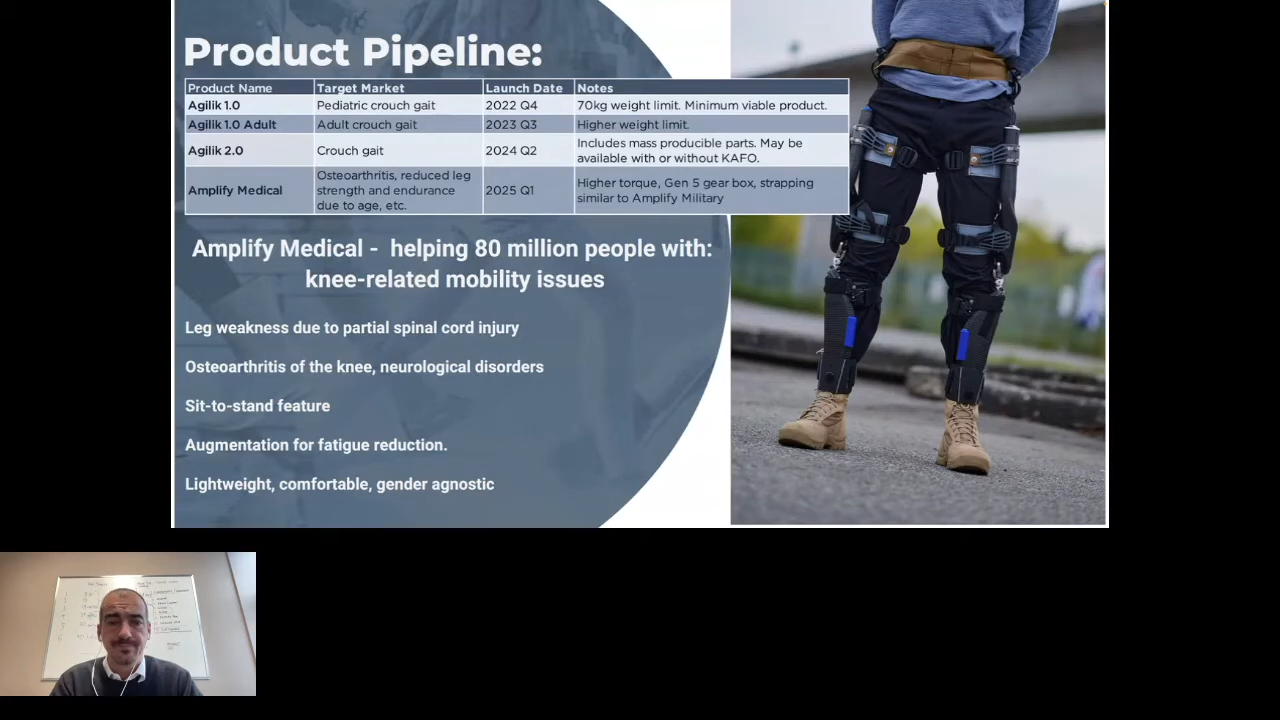 Product Pipeline:
Product Name Target Market Launch Date Notes
Agilik 1.0 Pediatric crouch gait 2022 Q4 70kg weight limit. Minimum viable product.
Agilik 1.0 Adult Adult crouch gait 2023 Q3 Higher weight limit.
Agilik 2.0 Crouch gait 2024 Q2 Includes mass producible parts. May be
available with or without KAFO.
Amplify Medical Osteoarthritis, reduced leg
strength and endurance
due to age, etc. 2025 Q1 Higher torque, Gen 5 gear box, strapping
similar to Amplify Military
Amplify Medical - helping 80 million people with:
knee-related mobility issues
Leg weakness due to partial spinal cord injury
Osteoarthritis of the knee, neurological disorders
Sit-to-stand feature
Augmentation for fatigue reduction.
Lightweight, comfortable, gender agnostic